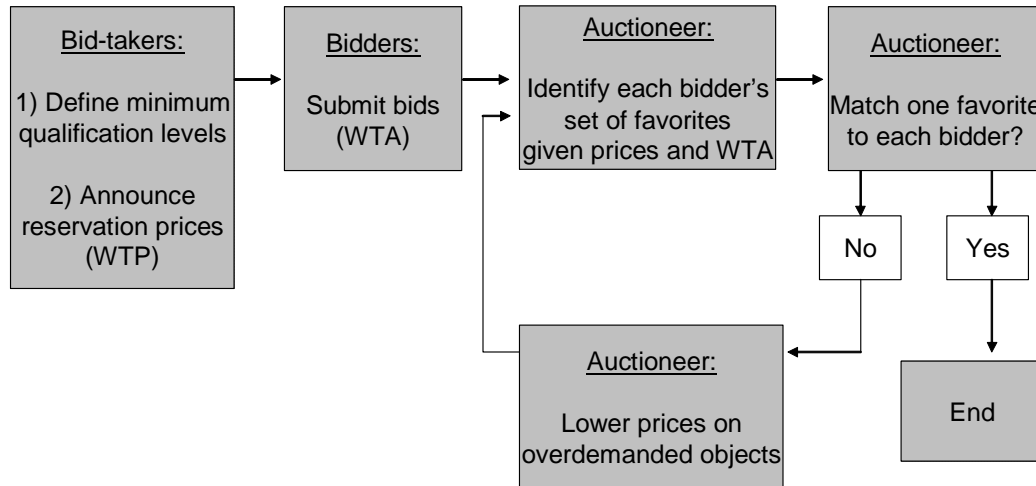 Bid-takers:
1) Define minimum
qualification levels
2) Announce
reservation prices
(WTP)
Bidders:
Submit bids
(WTA)
Auctioneer:
Identify each bidder’s
set of favorites
given prices and WTA
Auctioneer:
Match one favorite
to each bidder?
No
Yes
Auctioneer:
Lower prices on
overdemanded objects
End